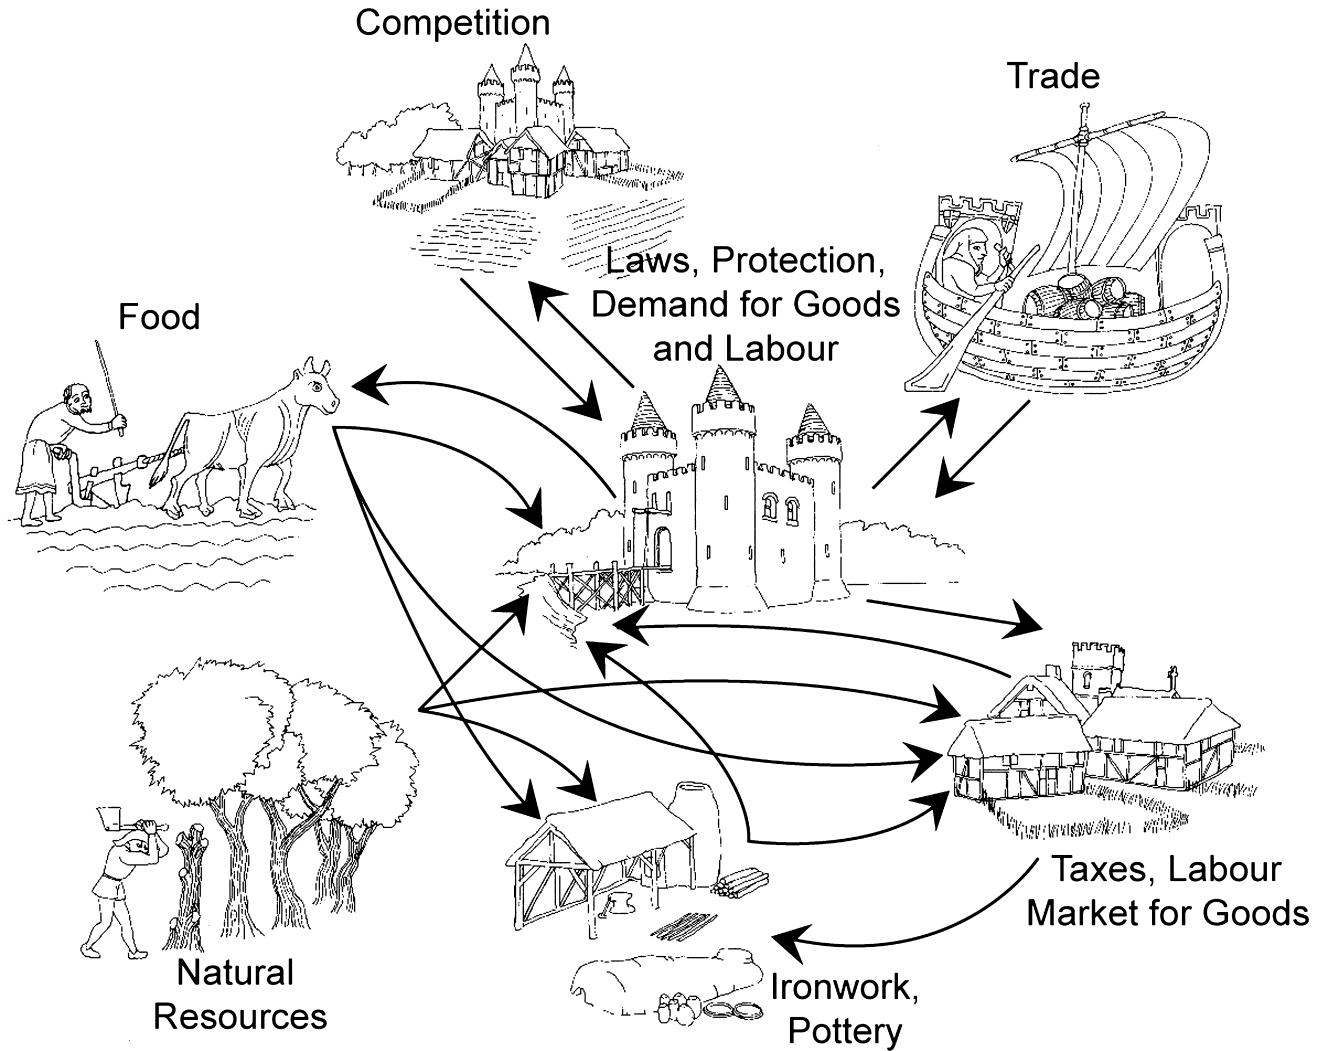 Competition
Trade
Laws, Protection,
Demand for Goods
and Labour
Food
Taxes, Labour
Market for Goods
Natural
Resources
Ironwork,
Pottery